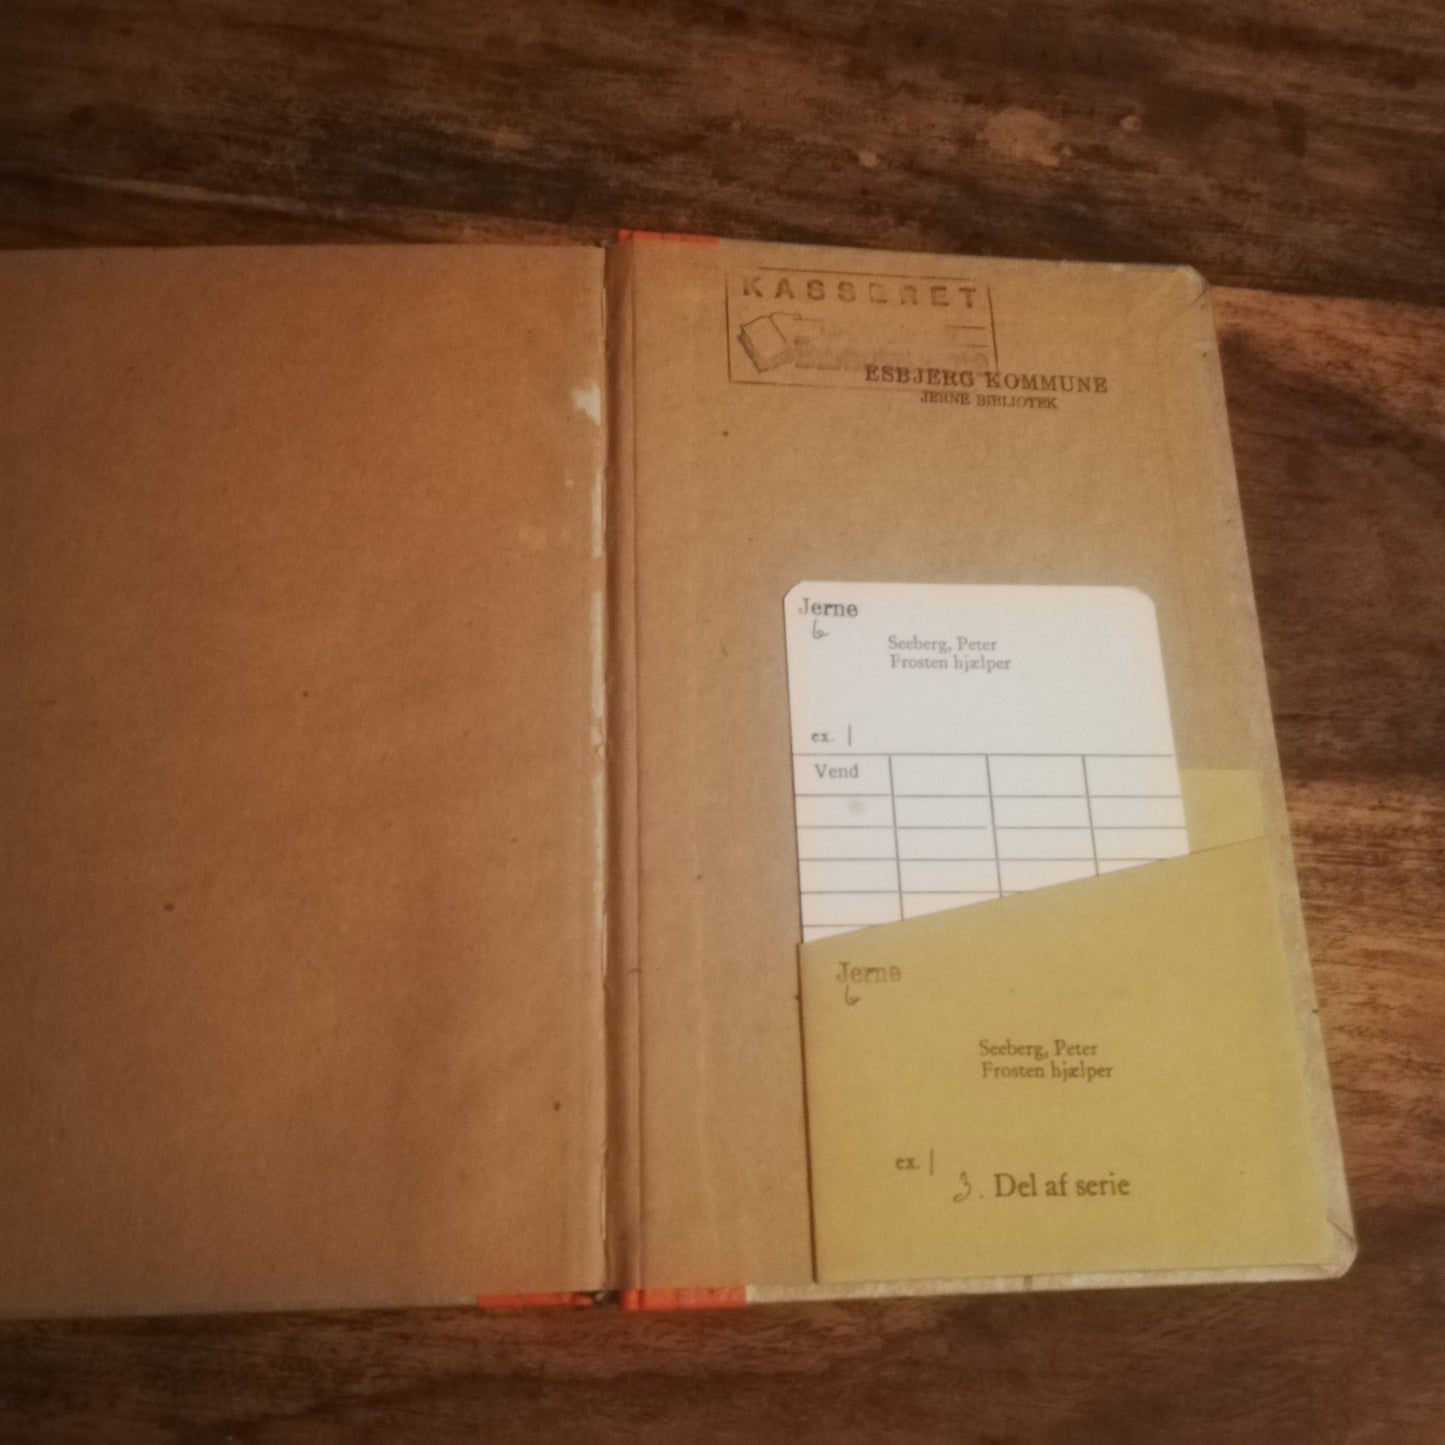 KASSERET
ESBJERG KOMMUNE
JERNE BIBLIOTEK
Jerne
6
Seeberg, Peter
Frosten hjælper
ex. |
Vend
Jerne
6
Seeberg, Peter
Frosten hjælper
ex. |
3. Del af serie